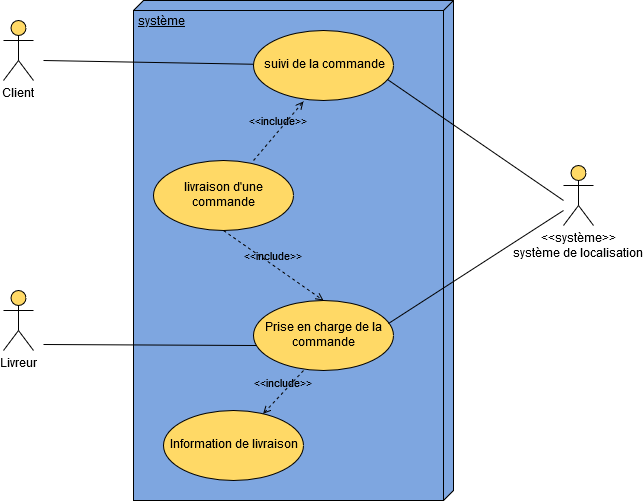 système
suivi de la commande
Client
<<include>>
livraison d'une
commande
<<système>>
système de localisation
<<include>>
Prise en charge de la
commande
Livreur
<<include>>
Information de livraison